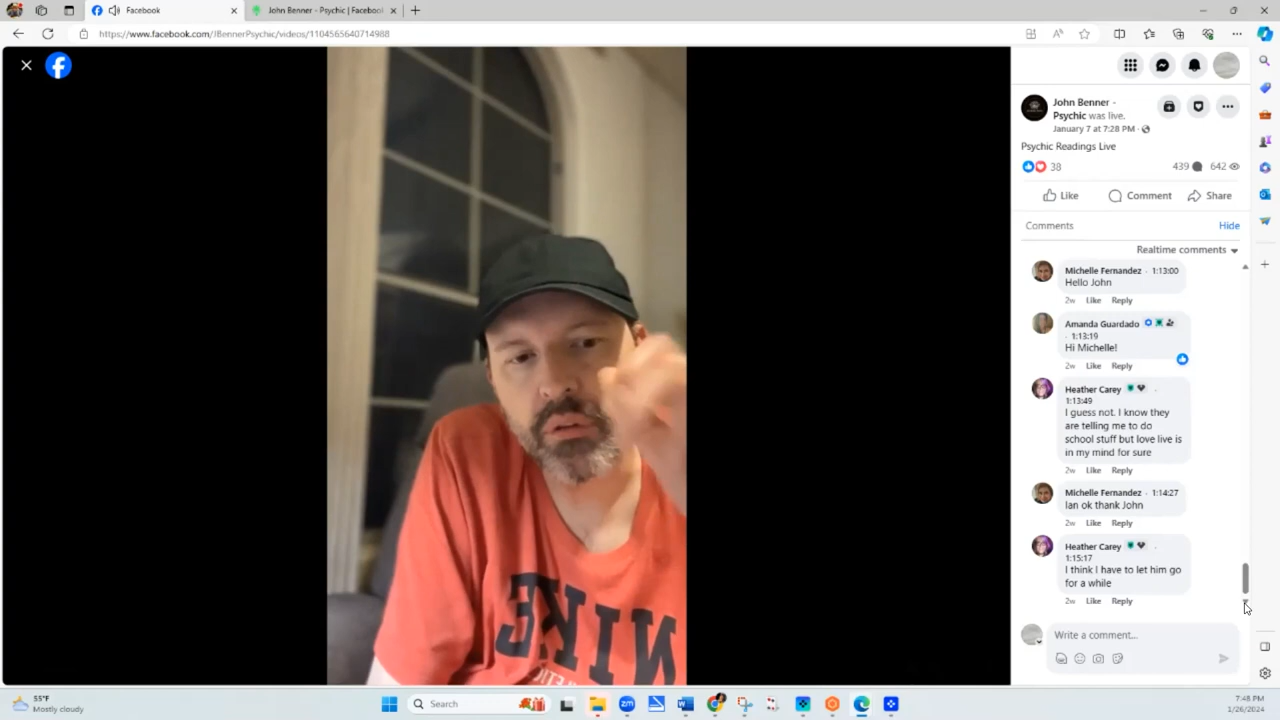 Facebook
John Benner - Psychic | Facebook
https://www.facebook.com/JBennerPsychic/videos/1104565640714988
John Benner -
Psychic was live.
January 7 at 7:28 PM ·
Psychic Readings Live
38
439
642
Like
Comment
Share
Comments
Hide
Realtime comments
Michelle Fernandez · 1:13:00
Hello John
2w Like Reply
Amanda Guardado
· 1:13:19
Hi Michelle!
2w Like Reply
Heather Carey ·
1:13:49
I guess not. I know they
are telling me to do
school stuff but love live is
in my mind for sure
2w Like Reply
Michelle Fernandez · 1:14:27
Ian ok thank John
2w Like Reply
Heather Carey ·
1:15:17
I think I have to let him go
for a while
2w Like Reply
Write a comment...
NIKE
55°F
Mostly cloudy
Search
zm
7:48 PM
1/26/2024